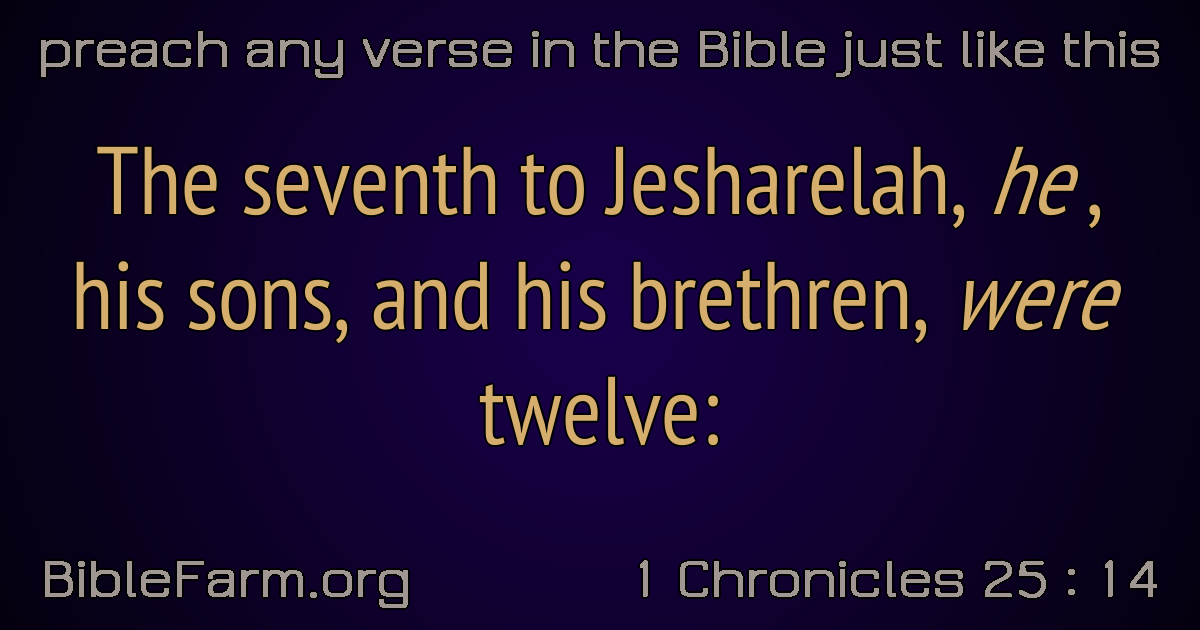 preach any verse in the Bible just like this
The seventh to Jesharelah, he ,
his sons, and his brethren, were
twelve:
BibleFarm.org
1 Chronicles 25 : 14